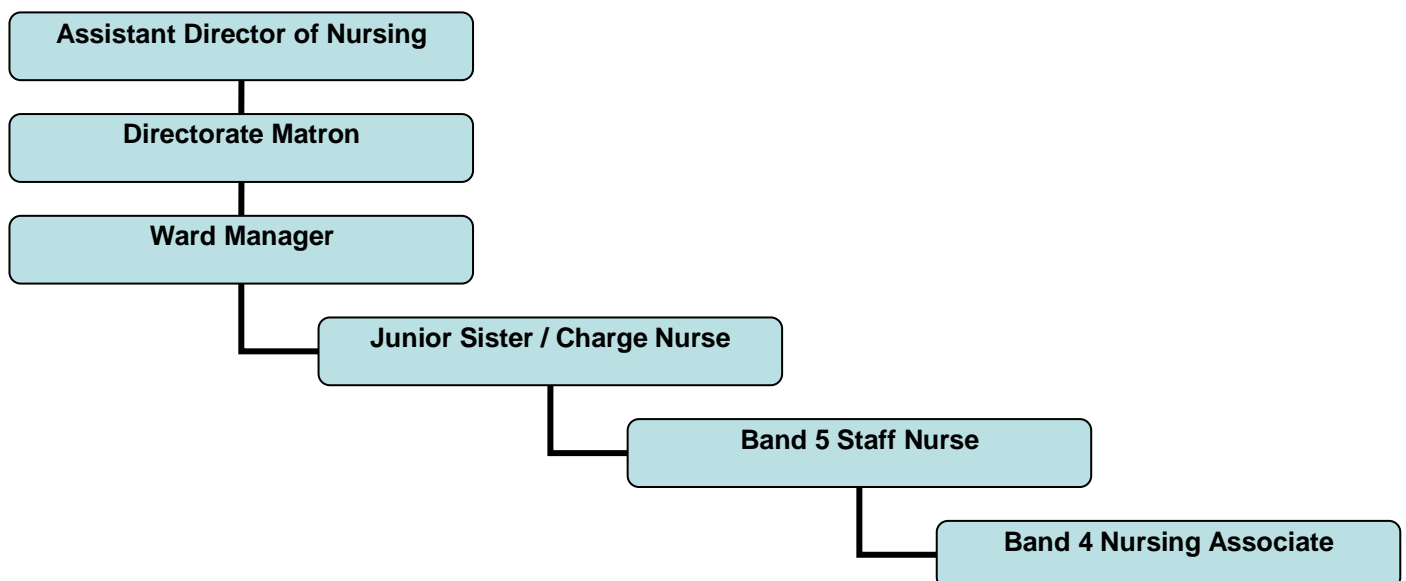 Assistant Director of Nursing
Directorate Matron
Ward Manager
Junior Sister / Charge Nurse
Band 5 Staff Nurse
Band 4 Nursing Associate